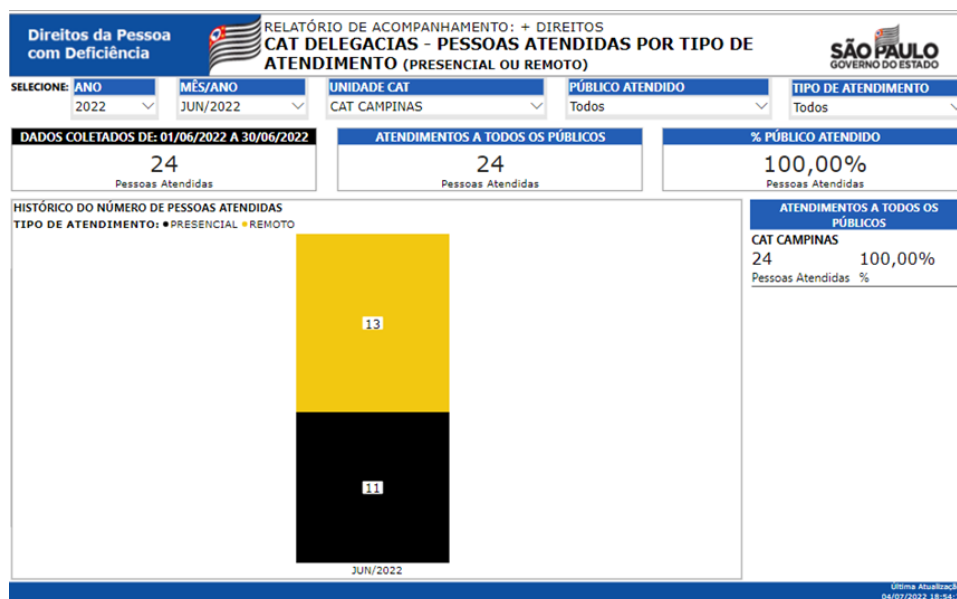 Direitos da Pessoa
com Deficiência
RELATÓRIO DE ACOMPANHAMENTO: + DIREITOS
CAT DELEGACIAS - PESSOAS ATENDIDAS POR TIPO DE
ATENDIMENTO (PRESENCIAL OU REMOTO)
SÃO PAULO
GOVERNO DO ESTADO
SELECIONE: ANO MÊS/ANO UNIDADE CAT PÚBLICO ATENDIDO TIPO DE ATENDIMENTO
2022 JUN/2022 CAT CAMPINAS Todos Todos
DADOS COLETADOS DE: 01/06/2022 A 30/06/2022 ATENDIMENTOS A TODOS OS PÚBLICOS % PÚBLICO ATENDIDO
24 24 100,00%
Pessoas Atendidas Pessoas Atendidas Pessoas Atendidas
HISTÓRICO DO NÚMERO DE PESSOAS ATENDIDAS
TIPO DE ATENDIMENTO: PRESENCIAL REMOTO
13
11
JUN/2022
ATENDIMENTOS A TODOS OS
PÚBLICOS
CAT CAMPINAS
24 100,00%
Pessoas Atendidas %
Última
04/07/2022